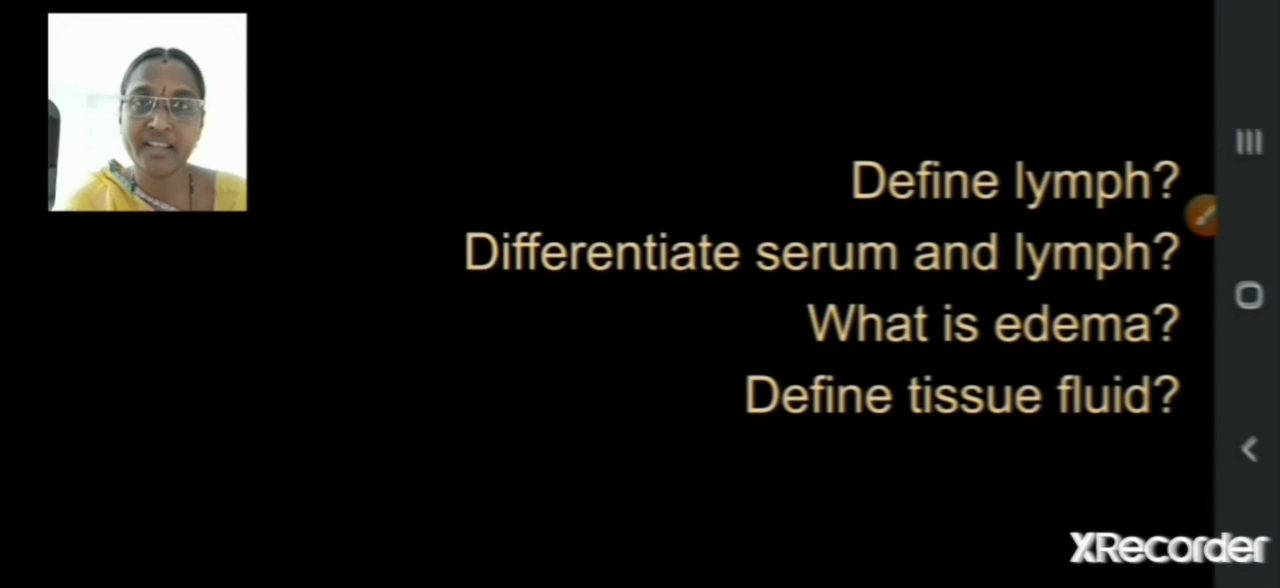 Define lymph?
Differentiate serum and lymph?
What is edema?
Define tissue fluid?
XRecorder